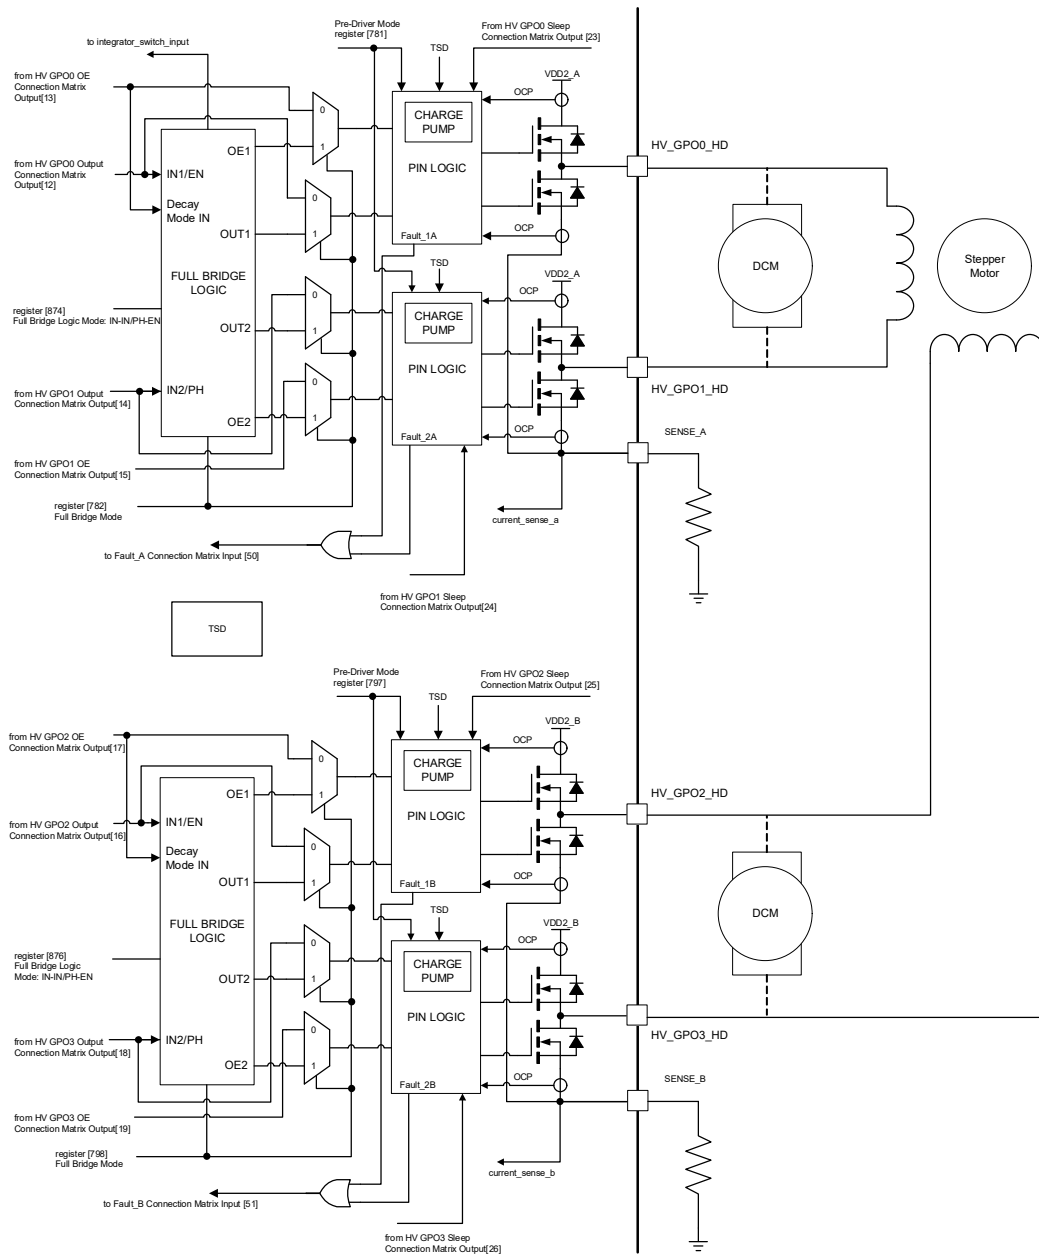 Pre-Driver Mode
register [781]
From HV GPO0 Sleep
Connection Matrix Output [23]
TSD
to integrator_switch_input
VDD2_A
OCP
from HV GPO0 OE
Connection Matrix
Output[13]
0
1
CHARGE
PUMP
PIN LOGIC
HV_GPO0_HD
OE1
from HV GPO0 Output
Connection Matrix
Output[12]
IN1/EN
Decay
Mode IN
0
1
OUT1
Fault_1A
OCP
FULL BRIDGE
LOGIC
TSD
VDD2_A
DCM
Stepper
Motor
register [874]
Full Bridge Logic Mode: IN-IN/PH-EN
0
1
OUT2
CHARGE
PUMP
OCP
PIN LOGIC
from HV GPO1 Output
Connection Matrix Output[14]
IN2/PH
0
1
OE2
HV_GPO1_HD
Fault_2A
OCP
SENSE_A
from HV GPO1 OE
Connection Matrix Output[15]
register [782]
Full Bridge Mode
current_sense_a
to Fault_A Connection Matrix Input [50]
from HV GPO1 Sleep
Connection Matrix Output[24]
TSD
Pre-Driver Mode
register [797]
From HV GPO2 Sleep
Connection Matrix Output [25]
TSD
VDD2_B
OCP
from HV GPO2 OE
Connection Matrix Output[17]
0
1
CHARGE
PUMP
PIN LOGIC
HV_GPO2_HD
OE1
from HV GPO2 Output
Connection Matrix Output[16]
IN1/EN
Decay
Mode IN
0
1
OUT1
Fault_1B
OCP
FULL BRIDGE
LOGIC
TSD
VDD2_B
DCM
register [876]
Full Bridge Logic
Mode: IN-IN/PH-EN
0
1
OUT2
CHARGE
PUMP
OCP
PIN LOGIC
from HV GPO3 Output
Connection Matrix Output[18]
IN2/PH
0
1
OE2
HV_GPO3_HD
Fault_2B
OCP
SENSE_B
from HV GPO3 OE
Connection Matrix Output[19]
register [798]
Full Bridge Mode
current_sense_b
to Fault_B Connection Matrix Input [51]
from HV GPO3 Sleep
Connection Matrix Output[26]